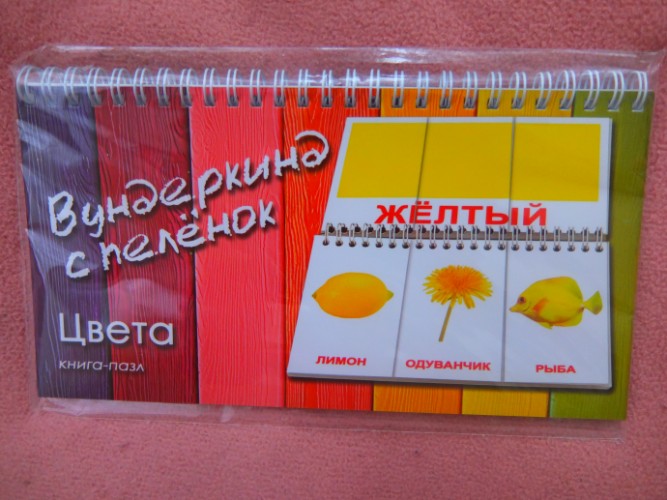 Вундеркинд
с пелёнок
Цвета
книга-пазл
ЖЁЛТЫЙ
ЛИМОН ОДУВАНЧИК РЫБА